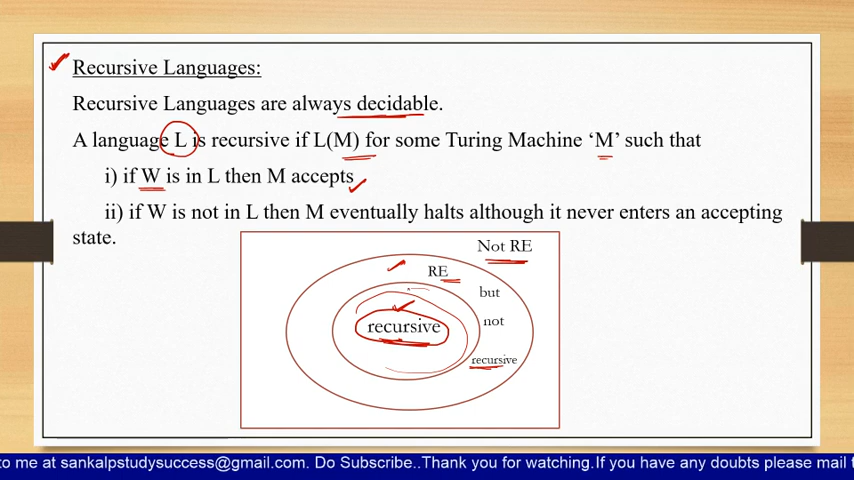 Recursive Languages:
Recursive Languages are always decidable.
A language L is recursive if L(M) for some Turing Machine ‘M’ such that
i) if W is in L then M accepts
ii) if W is not in L then M eventually halts although it never enters an accepting
state.
Not RE
RE
but
not
recursive
recursive
to me at sankalpstudysuccess@gmail.com. Do Subscribe..Thank you for watching.If you have any doubts please mail t